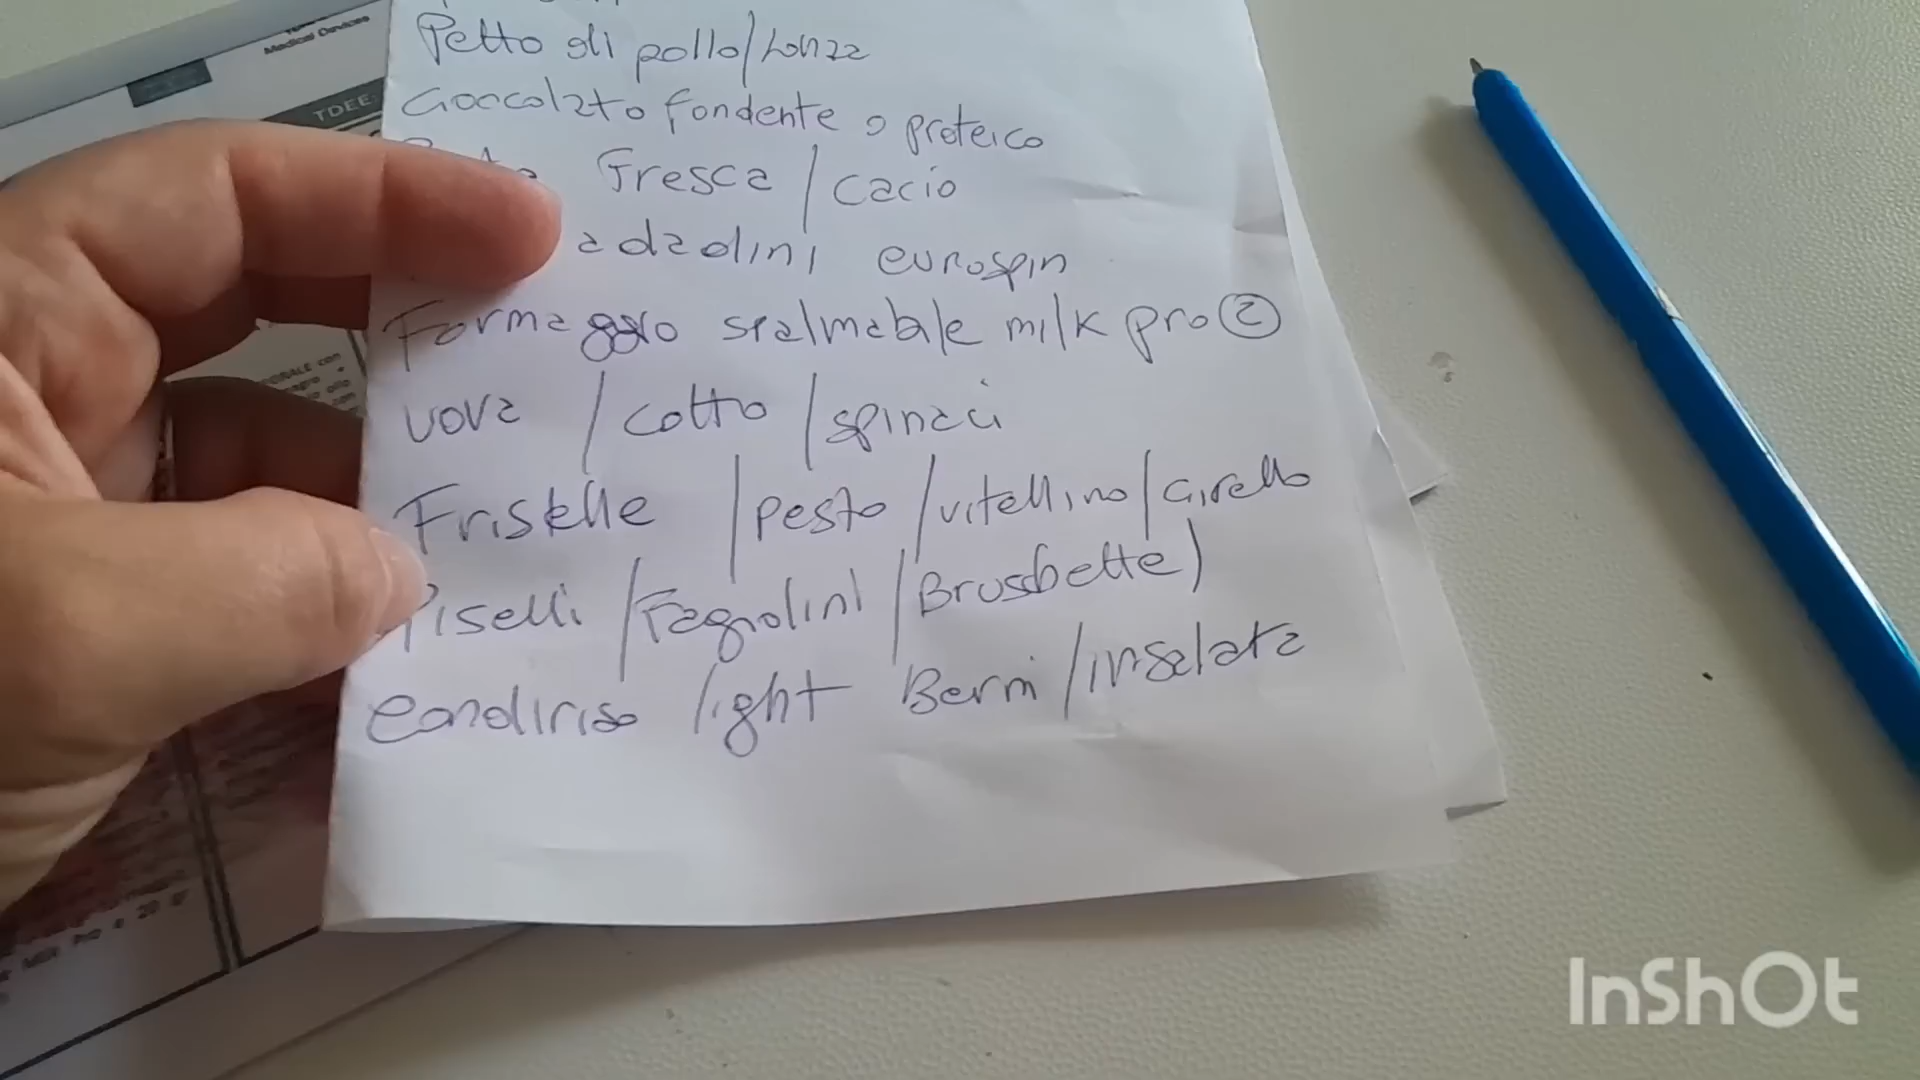 Medical Devices
TDEE:
Petto di pollo/Lonza
Cioccolato fondente o proteico
Fresca / cacio
eurospin
Formaggio spalmabile milk pro 2
uova / cotto / spinaci
Friselle / pesto / vitellino / Girello
Piselli / Fagiolini / Bruschette)
Condiriso light Berni / insalata
InShOt